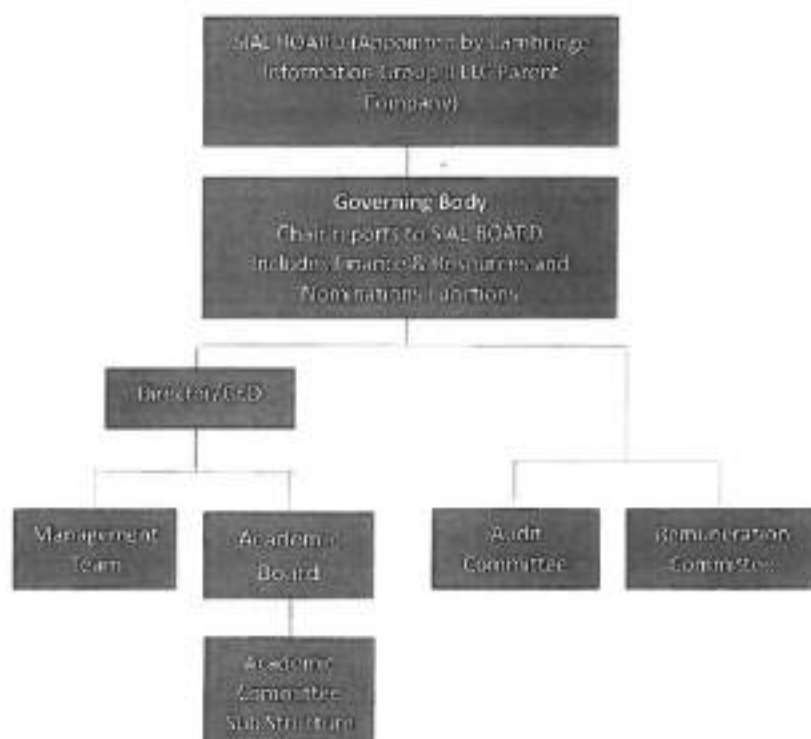 SIAL BOARD (Appointed by Cambridge
Information Group LLC Parent
Company)
Governing Body
Chair reports to SIAL BOARD
Includes Finance & Resources and
Nominations Functions
Director/CEO
Management
Team
Academic
Board
Audit
Committee
Remuneration
Committee
Academic
Committee
Sub Structure